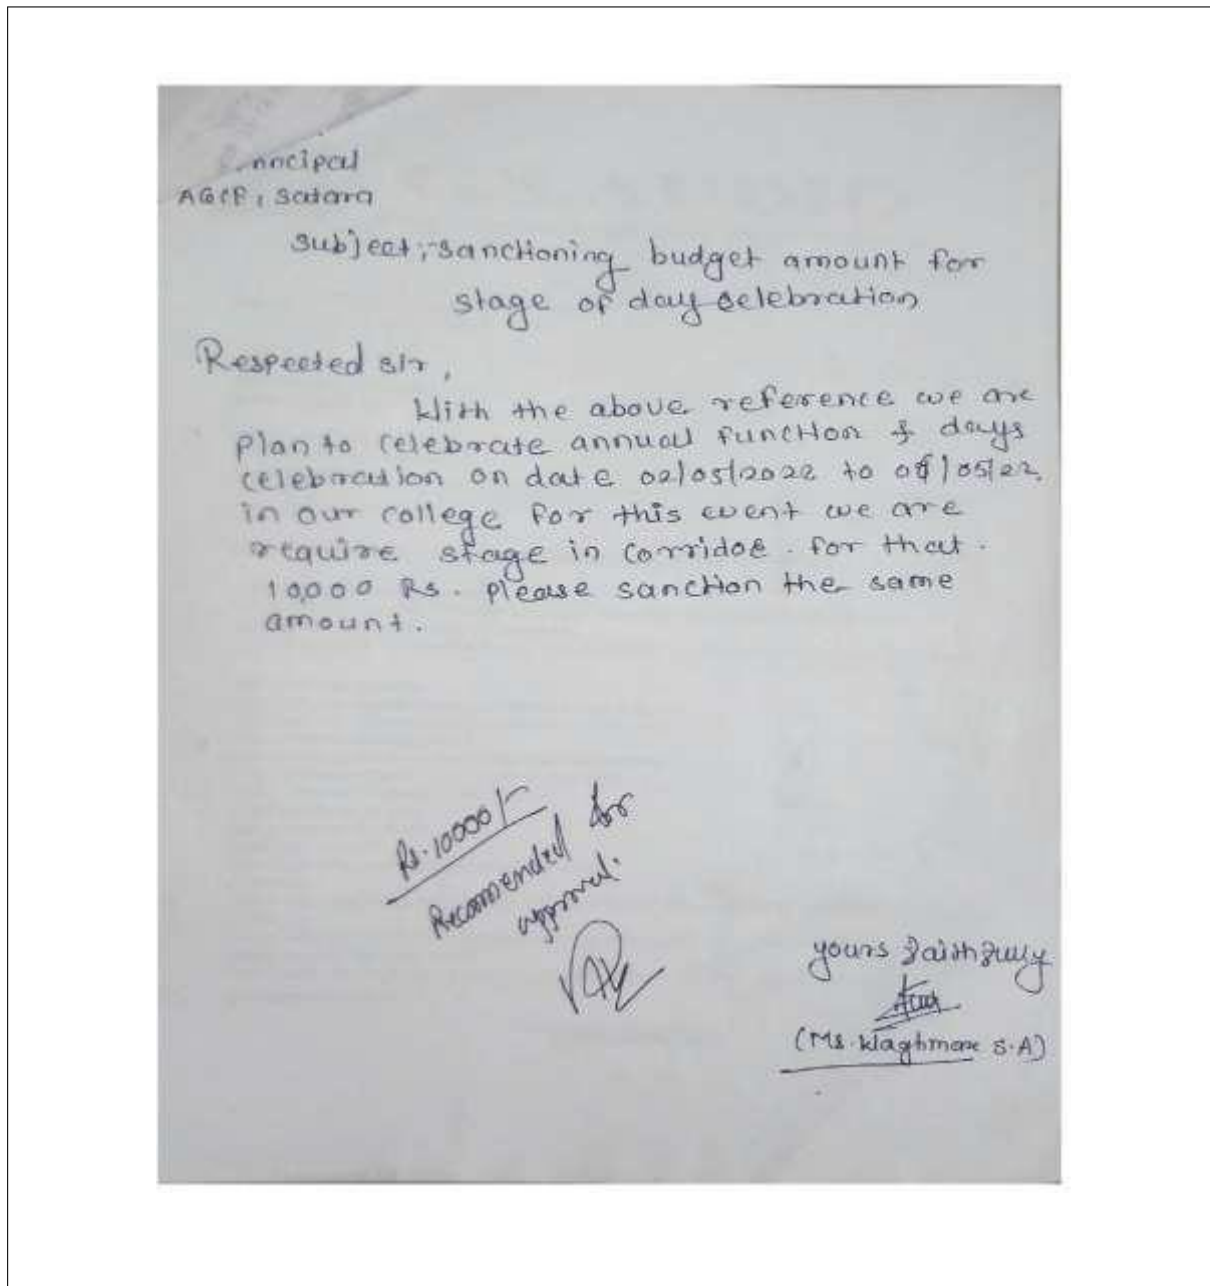 Principal
AGCP, Satara
Subject:- Sanctioning budget amount for
stage of day celebration
Respected sir,
With the above reference we are
plan to celebrate annual function & days
celebration on date 02/05/2022 to /05/22
in our college for this event we are
require stage in corridoe. for that.
10,000 Rs. please sanction the same
amount.
Rs. 10000/-
Recommended for
approval.
yours faithfully
(Ms. Waghmare S.A)